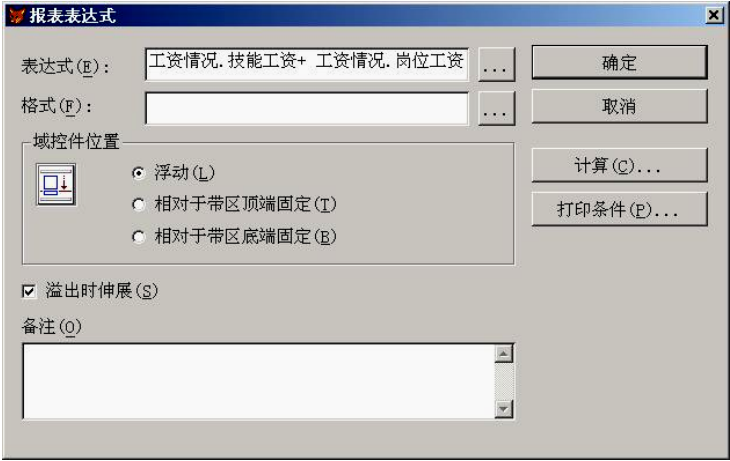 报表表达式
表达式(E): 工资情况.技能工资+ 工资情况.岗位工资 ...
确定
格式(F): ...
取消
域控件位置
浮动(L)
相对于带区顶端固定(T)
相对于带区底端固定(B)
计算(C)...
打印条件(P)...
溢出时伸展(S)
备注(O)